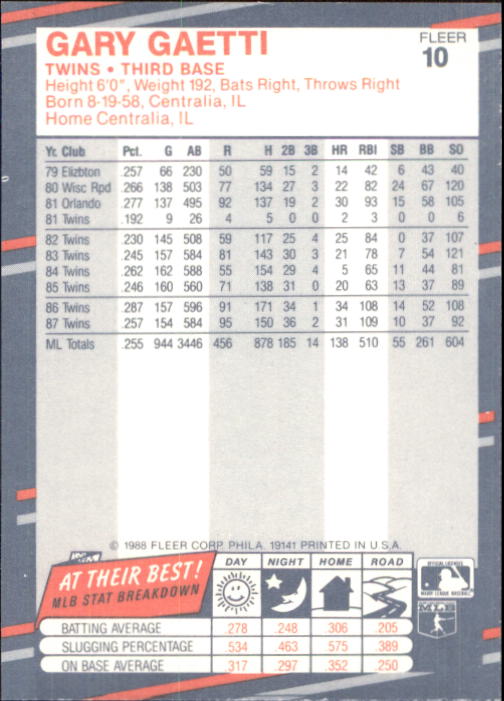 GARY GAETTI
FLEER
10
TWINS • THIRD BASE
Height 6'0", Weight 192, Bats Right, Throws Right
Born 8-19-58, Centralia, IL
Home Centralia, IL
Yr. Club Pct. G AB R H 2B 3B HR RBI SB BB SO
79 Elizbton .257 66 230 50 59 15 2 14 42 6 43 40
80 Wisc Rpd .266 138 503 77 134 27 3 22 82 24 67 120
81 Orlando .277 137 495 92 137 19 2 30 93 15 58 105
81 Twins .192 9 26 4 5 0 0 2 3 0 0 6
82 Twins .230 145 508 59 117 25 4 25 84 0 37 107
83 Twins .245 157 584 81 143 30 3 21 78 7 54 121
84 Twins .262 162 588 55 154 29 4 5 65 11 44 81
85 Twins .246 160 560 71 138 31 0 20 63 13 37 89
86 Twins .287 157 596 91 171 34 1 34 108 14 52 108
87 Twins .257 154 584 95 150 36 2 31 109 10 37 92
ML Totals .255 944 3446 456 878 185 14 138 510 55 261 604
© 1988 FLEER CORP. PHILA. 19141 PRINTED IN U.S.A.
AT THEIR BEST!
MLB STAT BREAKDOWN
DAY NIGHT HOME ROAD
BATTING AVERAGE .278 .248 .306 .205
SLUGGING PERCENTAGE .534 .463 .575 .389
ON BASE AVERAGE .317 .297 .352 .250
OFFICIAL LICENSEE
MAJOR LEAGUE BASEBALL
MLB